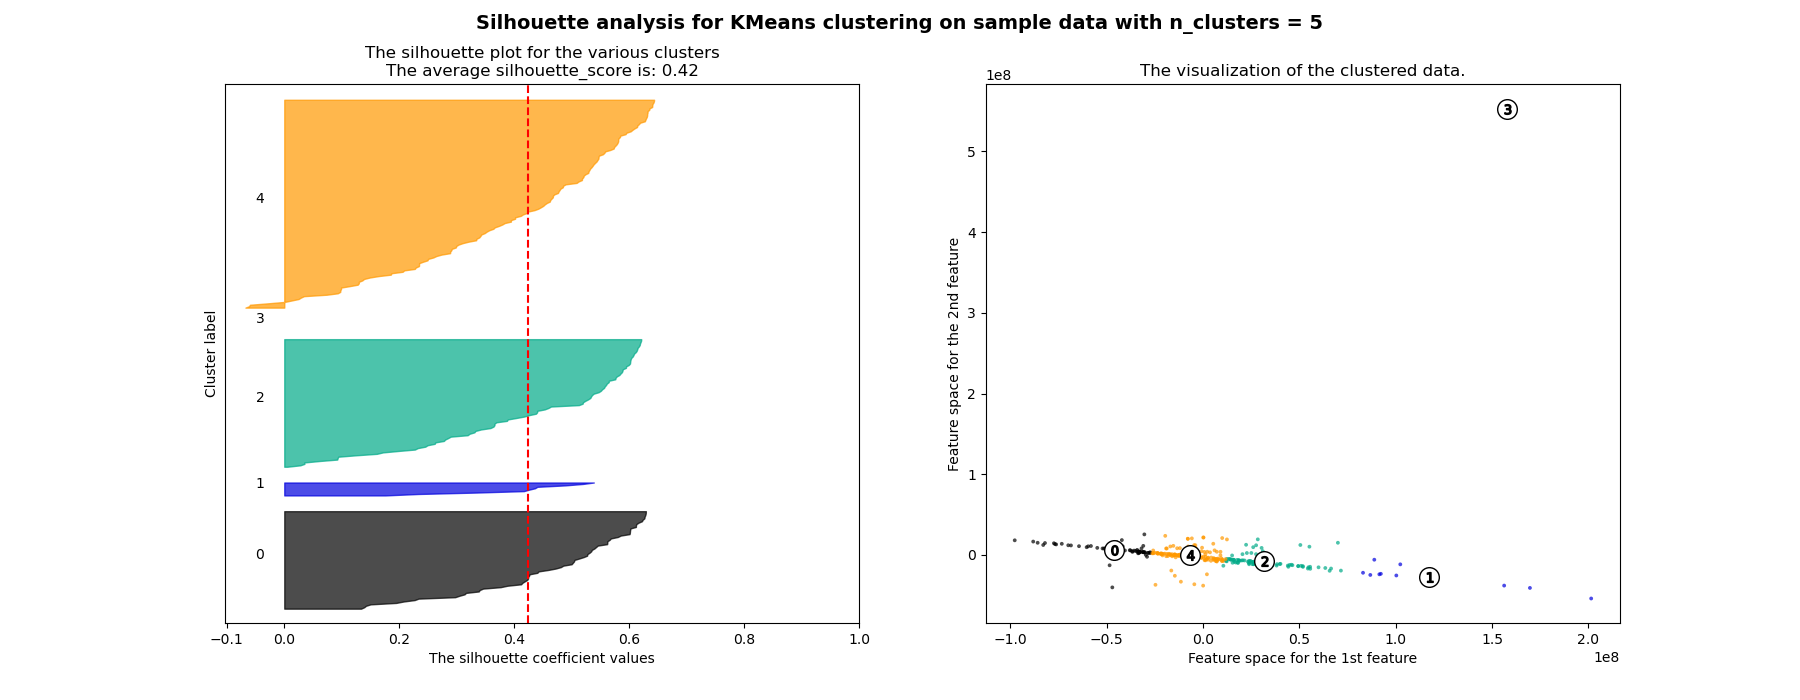 Silhouette analysis for KMeans clustering on sample data with n_clusters = 5
The silhouette plot for the various clusters
The average silhouette_score is: 0.42
4
3
2
1
0
Cluster label
−0.1 0.0 0.2 0.4 0.6 0.8 1.0
The silhouette coefficient values
The visualization of the clustered data.
1e8
5
4
3
2
1
0
Feature space for the 2nd feature
3
0 4 2 1
−1.0 −0.5 0.0 0.5 1.0 1.5 2.0
1e8
Feature space for the 1st feature